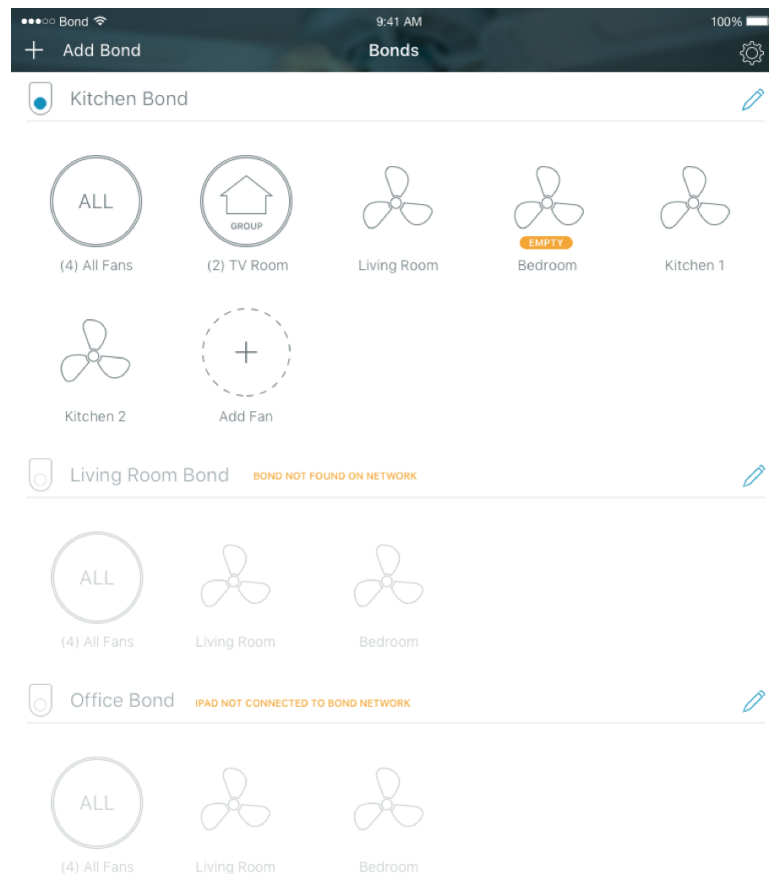 Bond 9:41 AM 100%
+ Add Bond Bonds
Kitchen Bond
ALL
GROUP
EMPTY
(4) All Fans (2) TV Room Living Room Bedroom Kitchen 1
+
Kitchen 2 Add Fan
Living Room Bond BOND NOT FOUND ON NETWORK
ALL
(4) All Fans Living Room Bedroom
Office Bond IPAD NOT CONNECTED TO BOND NETWORK
ALL
(4) All Fans Living Room Bedroom